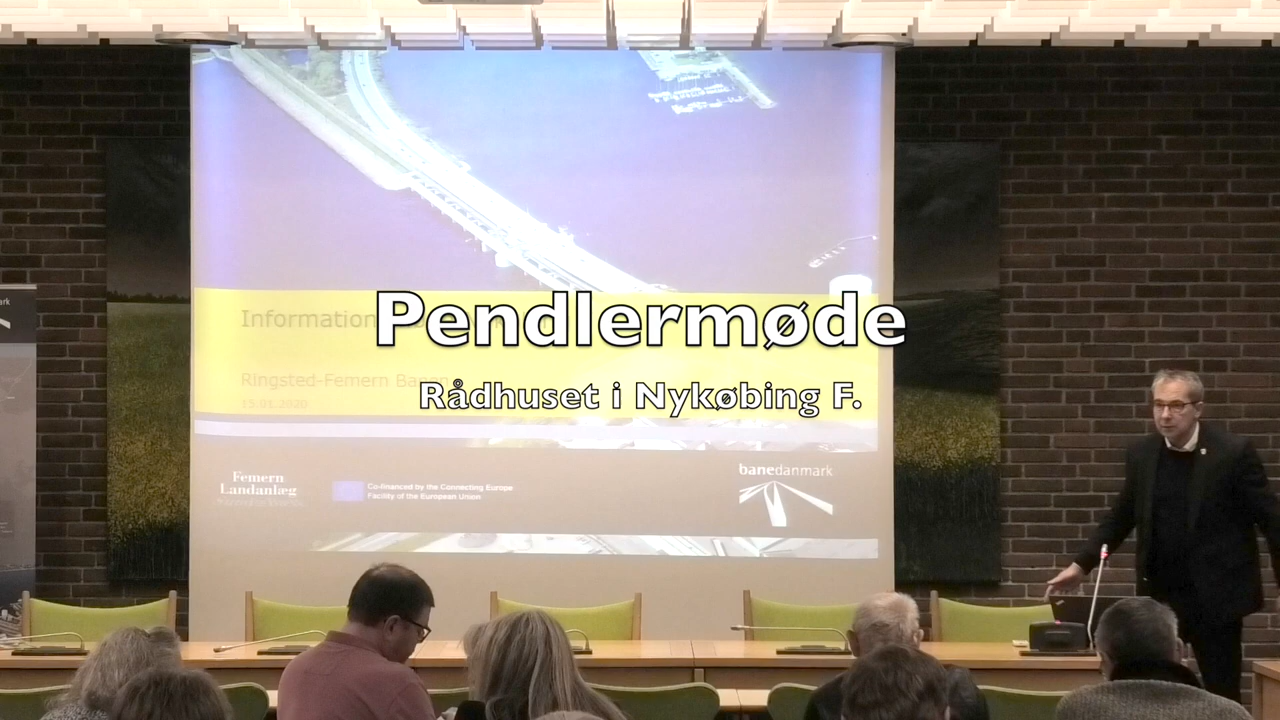 Information
Pendlermøde
Ringsted-Femern Banen
Rådhuset i Nykøbing F.
15.01.2020
Femern
Landanlæg
Co-financed by the Connecting Europe
Facility of the European Union
banedanmark